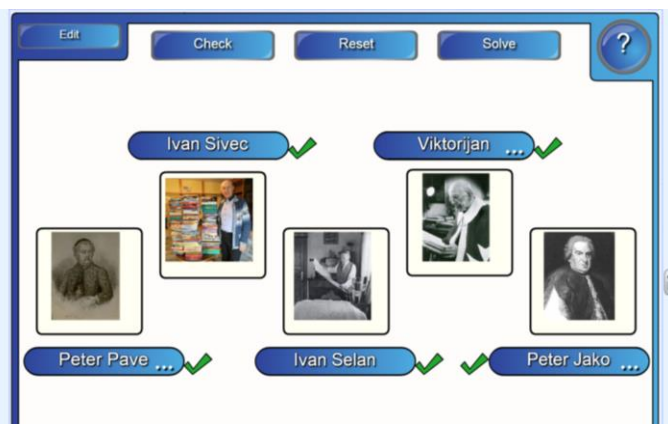 Edit
Check
Reset
Solve
?
Ivan Sivec
Viktorijan ...
Peter Pave ...
Ivan Selan
Peter Jako ...